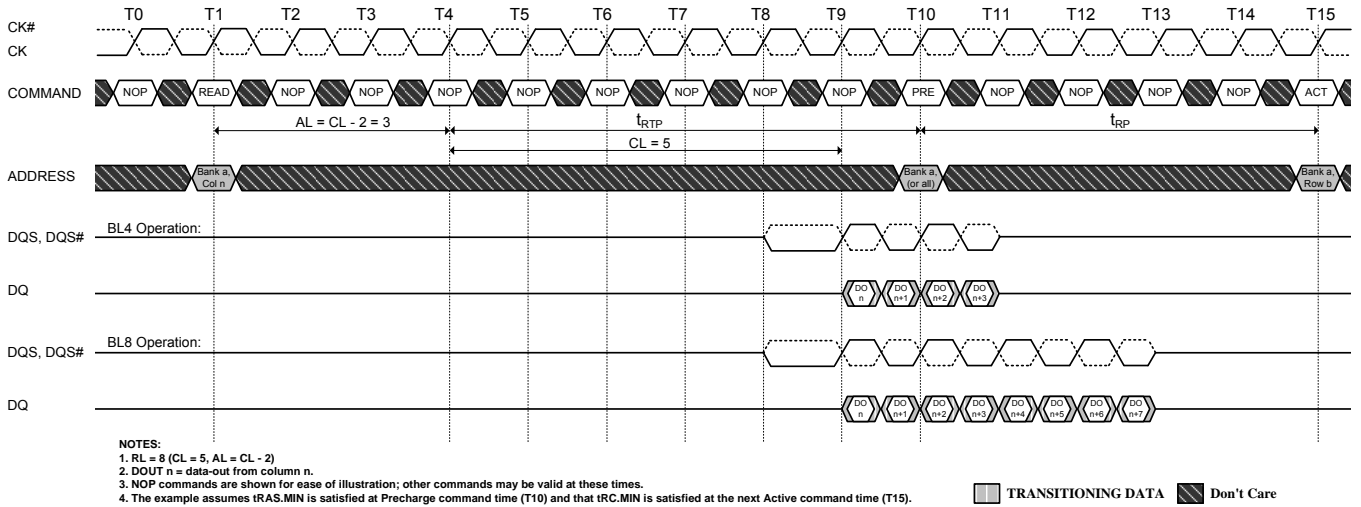 T0 T1 T2 T3 T4 T5 T6 T7 T8 T9 T10 T11 T12 T13 T14 T15
CK#
CK
COMMAND NOP READ NOP NOP NOP NOP NOP NOP NOP NOP PRE NOP NOP NOP NOP ACT
AL = CL - 2 = 3 tRTP tRP
CL = 5
ADDRESS
Bank a,
Col n
Bank a,
(or all)
Bank a,
Row b
BL4 Operation:
DQS, DQS#
DQ
DO n DO n+1 DO n+2 DO n+3
BL8 Operation:
DQS, DQS#
DQ
DO n DO n+1 DO n+2 DO n+3 DO n+4 DO n+5 DO n+6 DO n+7
NOTES:
1. RL = 8 (CL = 5, AL = CL - 2)
2. DOUT n = data-out from column n.
3. NOP commands are shown for ease of illustration; other commands may be valid at these times.
4. The example assumes tRAS.MIN is satisfied at Precharge command time (T10) and that tRC.MIN is satisfied at the next Active command time (T15).
TRANSITIONING DATA Don't Care